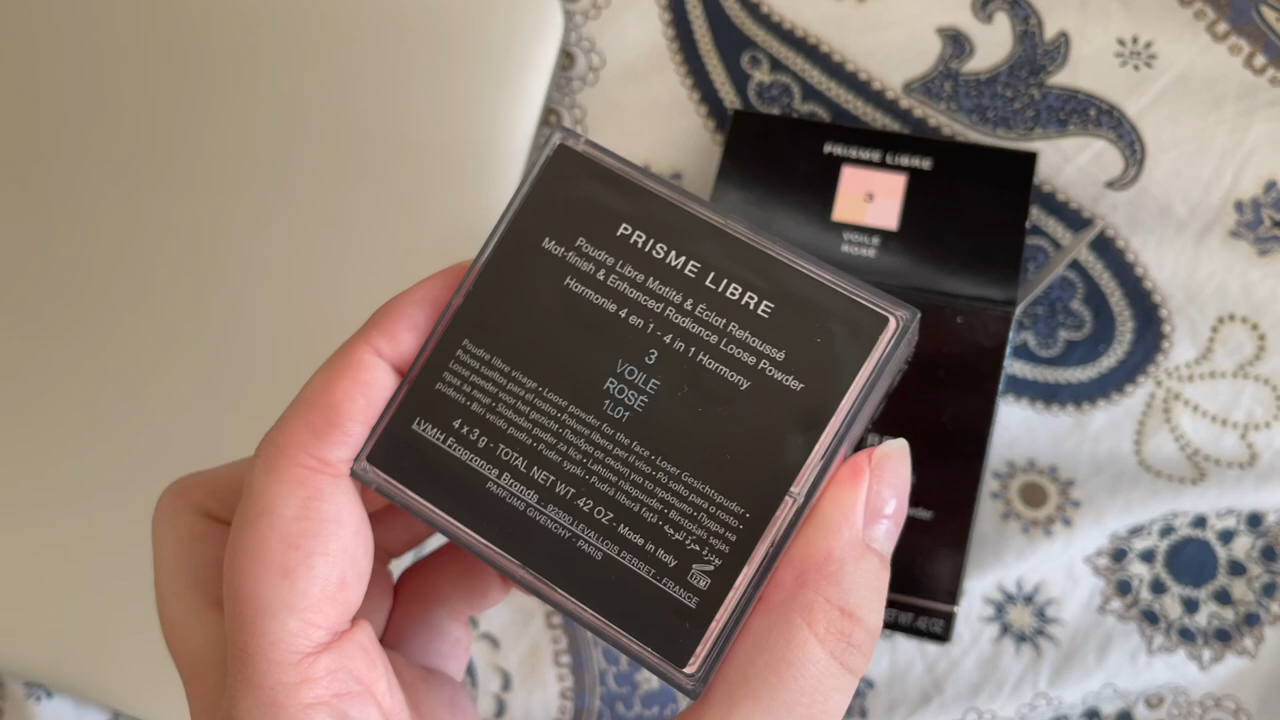 PRISME LIBRE
Poudre Libre Matité & Éclat Rehaussé
Mat-finish & Enhanced Radiance Loose Powder
Harmonie 4 en 1 - 4 in 1 Harmony
3
VOILE
ROSÉ
1L01
Poudre libre visage • Loose powder for the face • Loser Gesichtspuder •
Polvos sueltos para el rostro • Polvere libera per il viso • Pó solto para o rosto •
Losse poeder voor het gezicht • Πούδρα σε σκόνη για το πρόσωπο • Пудра на
прах за лице • Slobodan puder za lice • Lahtine näopuuder • Birstošais sejas
pūderis • Biri veido pudra • Puder sypki • Pudră liberă față • بودرة حرّة للوجه
4 x 3 g - TOTAL NET WT .42 OZ - Made in Italy
12M
LVMH Fragrance Brands - 92300 LEVALLOIS PERRET - FRANCE
PARFUMS GIVENCHY - PARIS
PRISME LIBRE
3
VOILE
ROSÉ